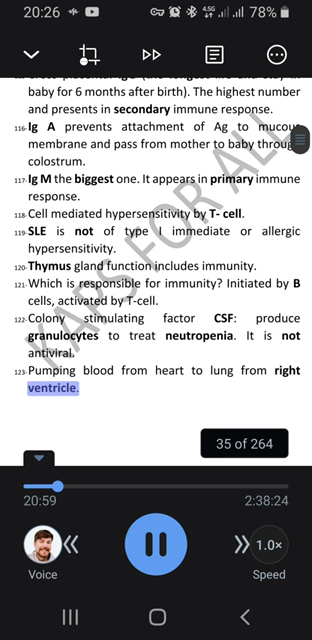 20:26 4.5G 78%
baby for 6 months after birth). The highest number
and presents in secondary immune response.
116- Ig A prevents attachment of Ag to mucous
membrane and pass from mother to baby through
colostrum.
117- Ig M the biggest one. It appears in primary immune
response.
118- Cell mediated hypersensitivity by T- cell.
119- SLE is not of type I immediate or allergic
hypersensitivity.
120- Thymus gland function includes immunity.
121- Which is responsible for immunity? Initiated by B
cells, activated by T-cell.
122- Colony stimulating factor CSF: produce
granulocytes to treat neutropenia. It is not
antiviral.
123- Pumping blood from heart to lung from right
ventricle.
KAPS FOR ALL
35 of 264
20:59 2:38:24
1.0×
Voice Speed